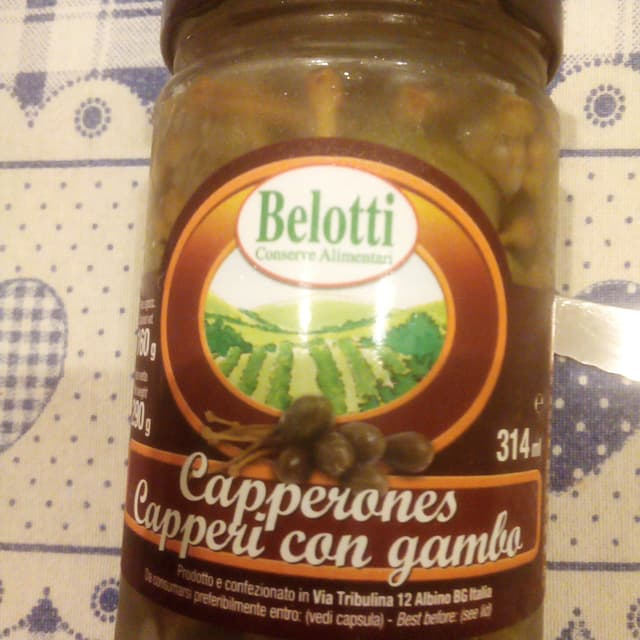 Belotti
Conserve Alimentari
160 g
314 ml
Capperones
Capperi con gambo
Prodotto e confezionato in Via Tribulina 12 Albino BG Italia
Da consumarsi preferibilmente entro: (vedi capsula) - Best before: (see lid)